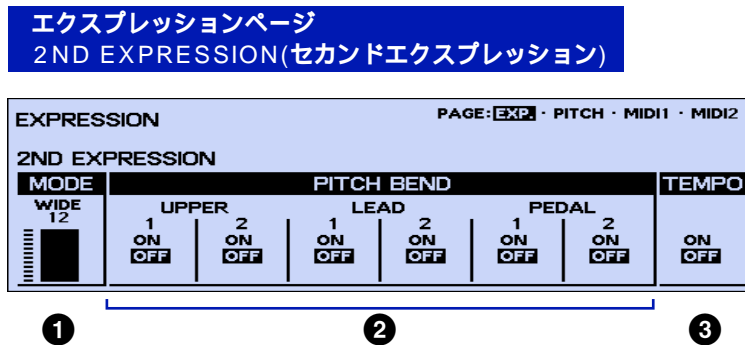 エクスプレッションページ
2ND EXPRESSION(セカンドエクスプレッション)
EXPRESSION PAGE:EXP.・PITCH・MIDI1・MIDI2
2ND EXPRESSION
MODE PITCH BEND TEMPO
WIDE UPPER LEAD PEDAL
12 1 2 1 2 1 2
ON ON ON ON ON ON ON
OFF OFF OFF OFF OFF OFF OFF
❶ ❷ ❸